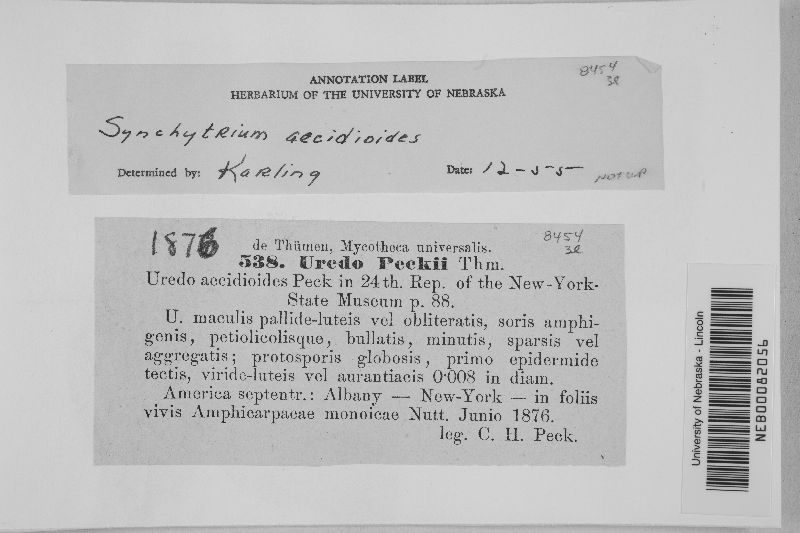 ANNOTATION LABEL
HERBARIUM OF THE UNIVERSITY OF NEBRASKA
8454
32
Synchytrium aecidioides
Determined by: Karling
Date: 12-5-5
1876
de Thümen, Mycotheca universalis.
8454
32
538. Uredo Peckii Thm.
Uredo aecidioides Peck in 24th. Rep. of the New-York-
State Museum p. 88.
U. maculis pallide-luteis vel obliteratis, soris amphi-
genis, petiolicolisque, bullatis, minutis, sparsis vel
aggregatis; protosporis globosis, primo epidermide
tectis, viride-luteis vel aurantiacis 0·008 in diam.
America septentr.: Albany — New-York — in foliis
vivis Amphicarpaeae monoicae Nutt. Junio 1876.
leg. C. H. Peck.
University of Nebraska - Lincoln
NEB00082056